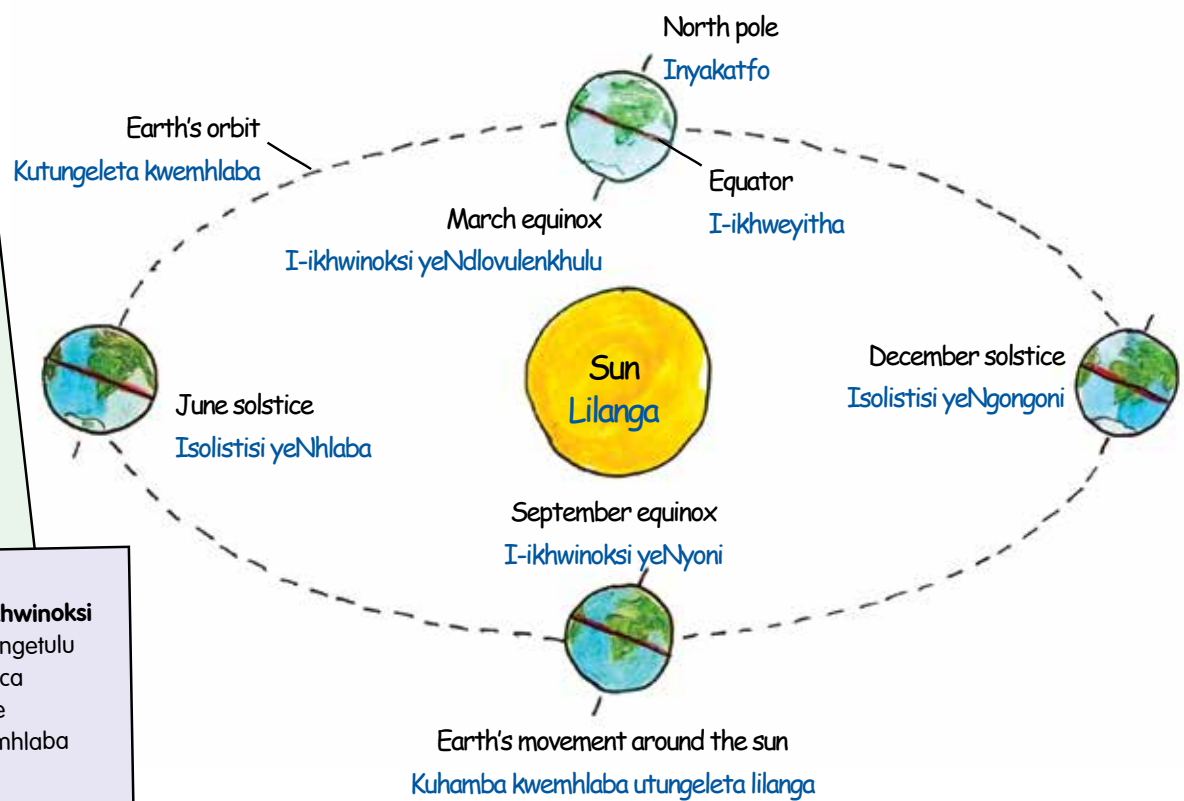 North pole
Inyakatfo
Earth's orbit
Kutungeleta kwemhlaba
Equator
I-ikhweyitha
March equinox
I-ikhwinoksi yeNdlovulenkhulu
Sun
Lilanga
December solstice
Isolistisi yeNgongoni
June solstice
Isolistisi yeNhlaba
September equinox
I-ikhwinoksi yeNyoni
hwinoksi
ngetulu
ca
e
nhlaba
Earth's movement around the sun
Kuhamba kwemhlaba utungeleta lilanga